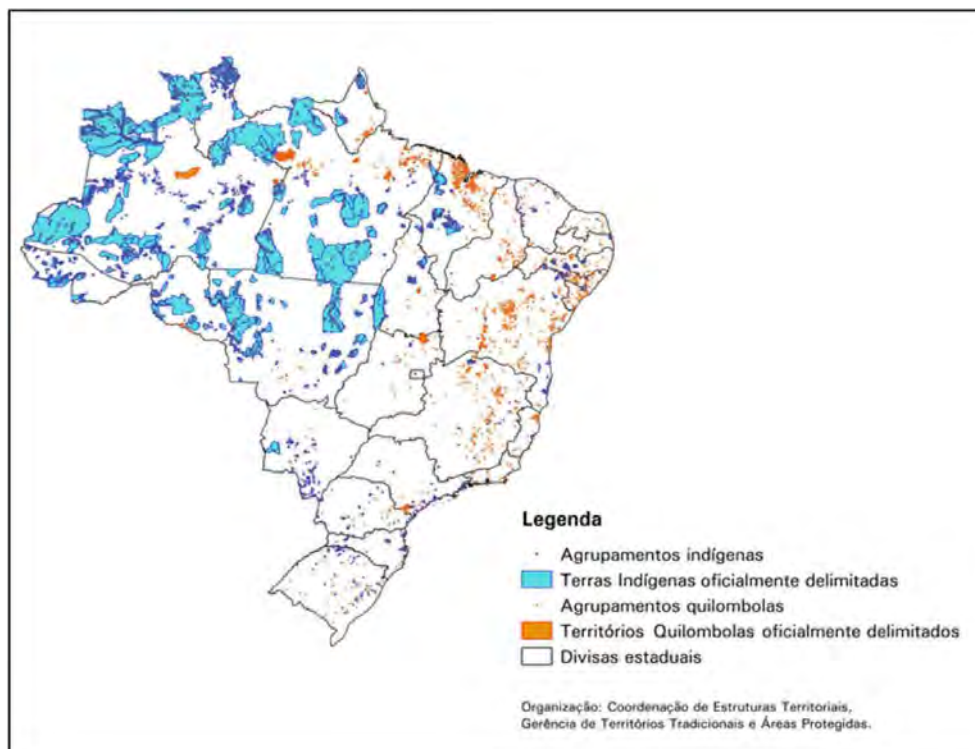 Legenda
Agrupamentos indígenas
Terras Indígenas oficialmente delimitadas
Agrupamentos quilombolas
Territórios Quilombolas oficialmente delimitados
Divisas estaduais
Organização: Coordenação de Estruturas Territoriais,
Gerência de Territórios Tradicionais e Áreas Protegidas.